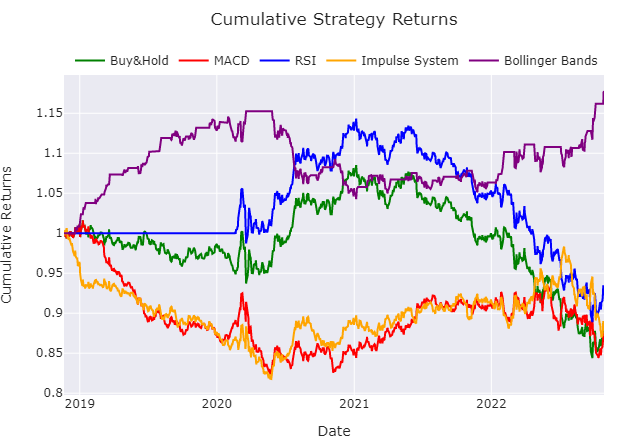 Cumulative Strategy Returns
Buy&Hold MACD RSI Impulse System Bollinger Bands
Cumulative Returns
1.15
1.1
1.05
1
0.95
0.9
0.85
0.8
2019 2020 2021 2022
Date